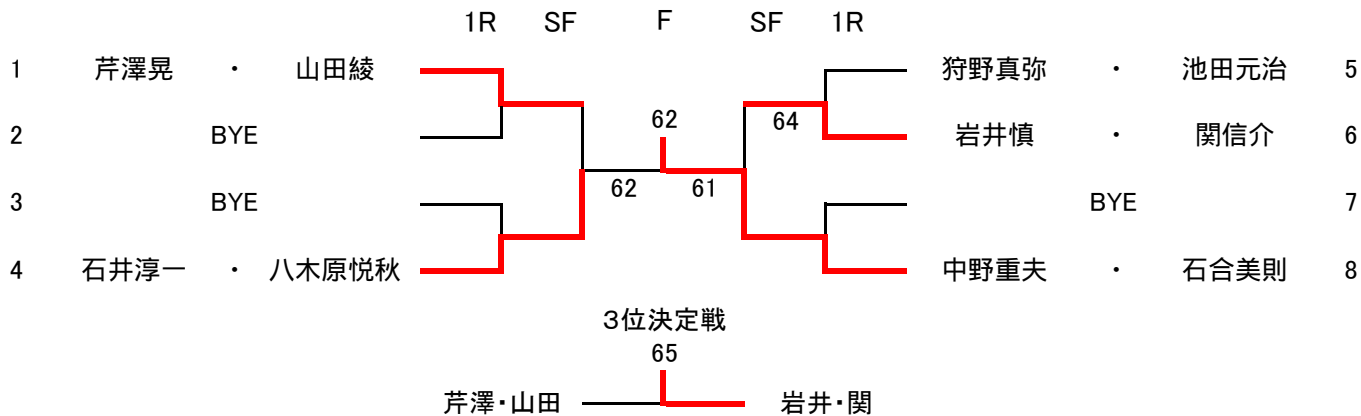 1R SF F SF 1R
1 芹澤晃 ・ 山田綾 狩野真弥 ・ 池田元治 5
62 64
2 BYE 岩井慎 ・ 関信介 6
62 61
3 BYE BYE 7
4 石井淳一 ・ 八木原悦秋 中野重夫 ・ 石合美則 8
3位決定戦
65
芹澤・山田 岩井・関